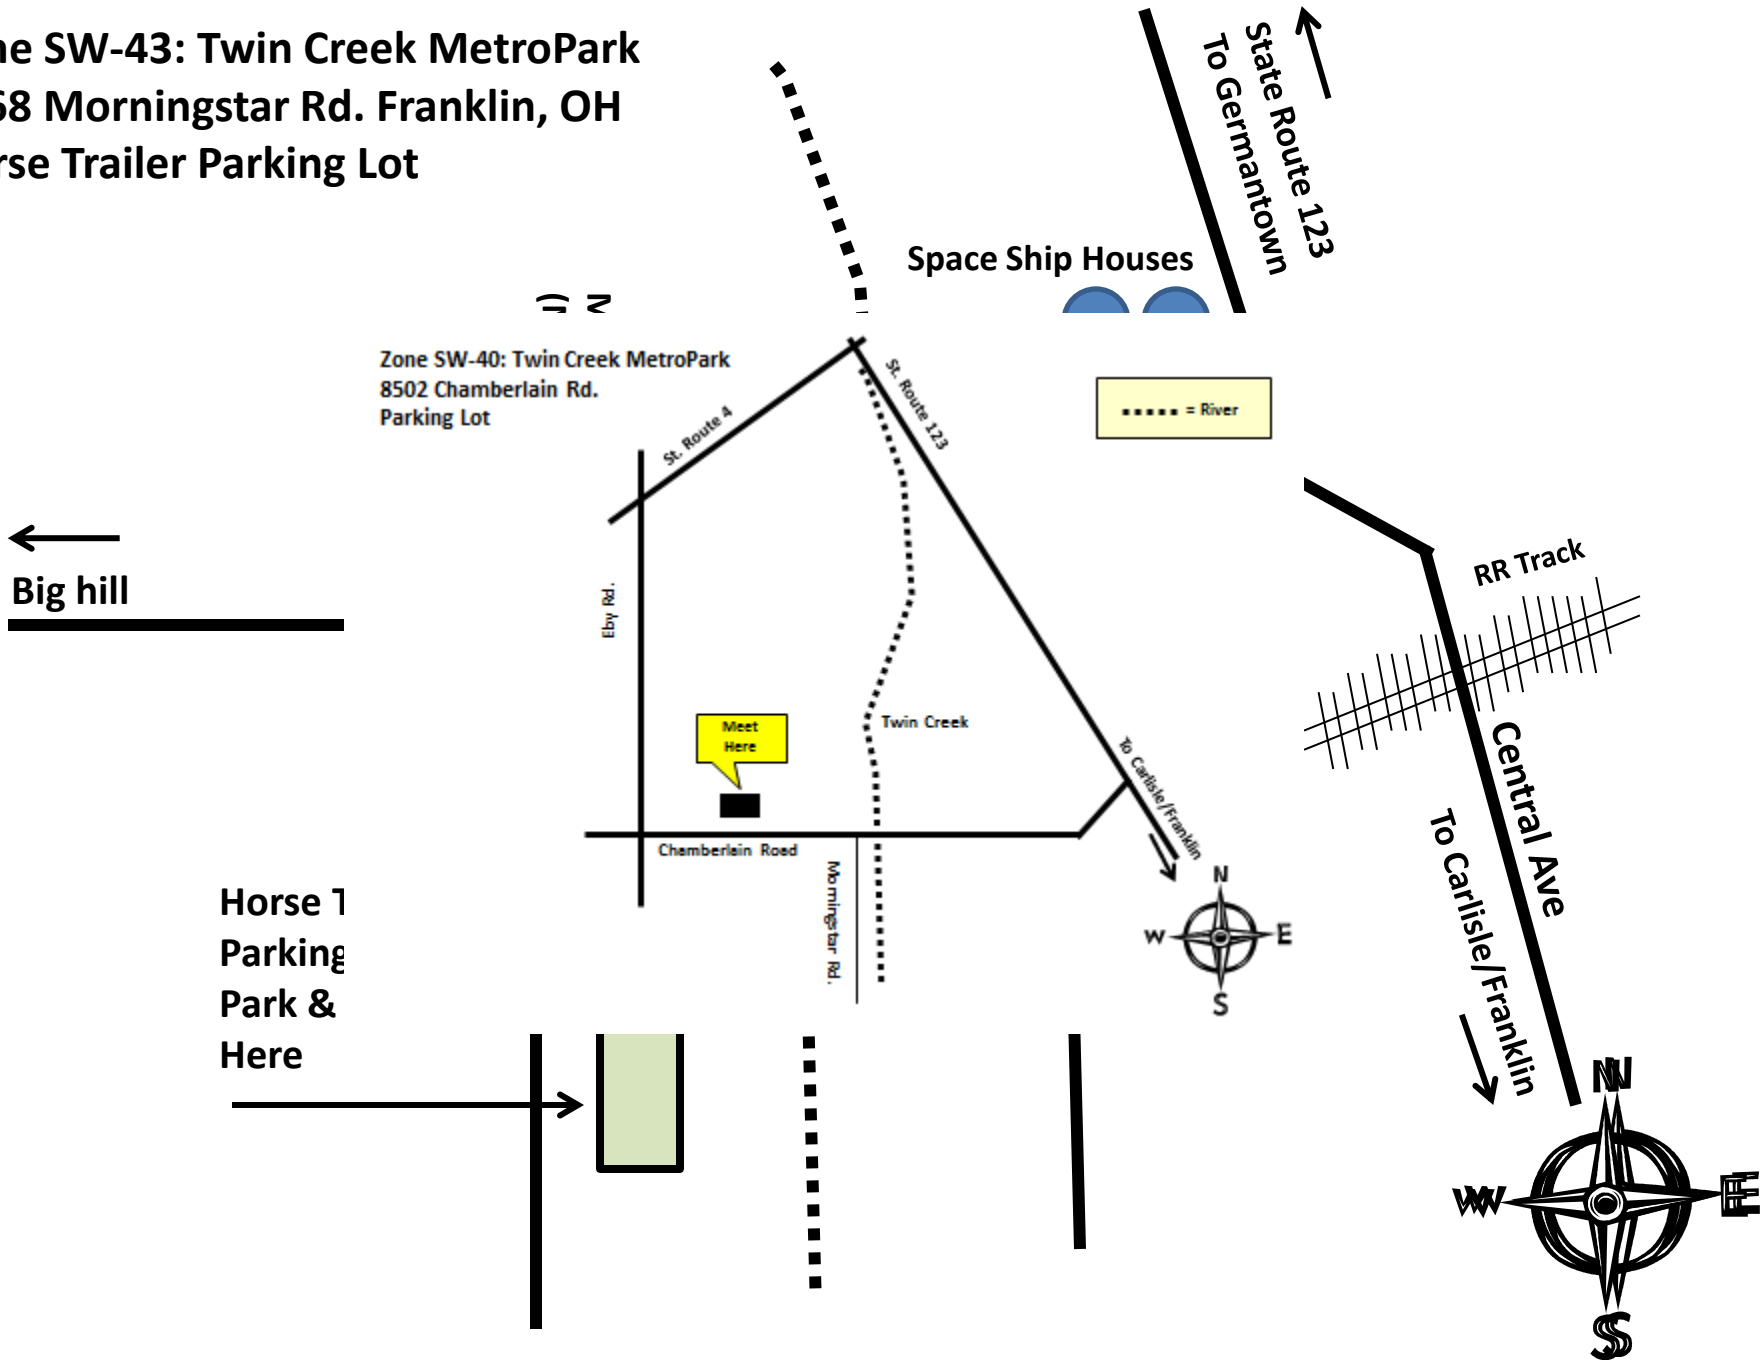 ne SW-43: Twin Creek MetroPark
68 Morningstar Rd. Franklin, OH
rse Trailer Parking Lot
State Route 123
To Germantown
Space Ship Houses
Zone SW-40: Twin Creek MetroPark
8502 Chamberlain Rd.
Parking Lot
St. Route 4
St. Route 123
= River
Big hill
RR Track
Eby Rd.
Meet
Here
Twin Creek
To Carlisle/Franklin
Central Ave
To Carlisle/Franklin
Chamberlain Road
Morningstar Rd.
N
W
E
S
Horse T
Parking
Park &
Here
N
W
E
S